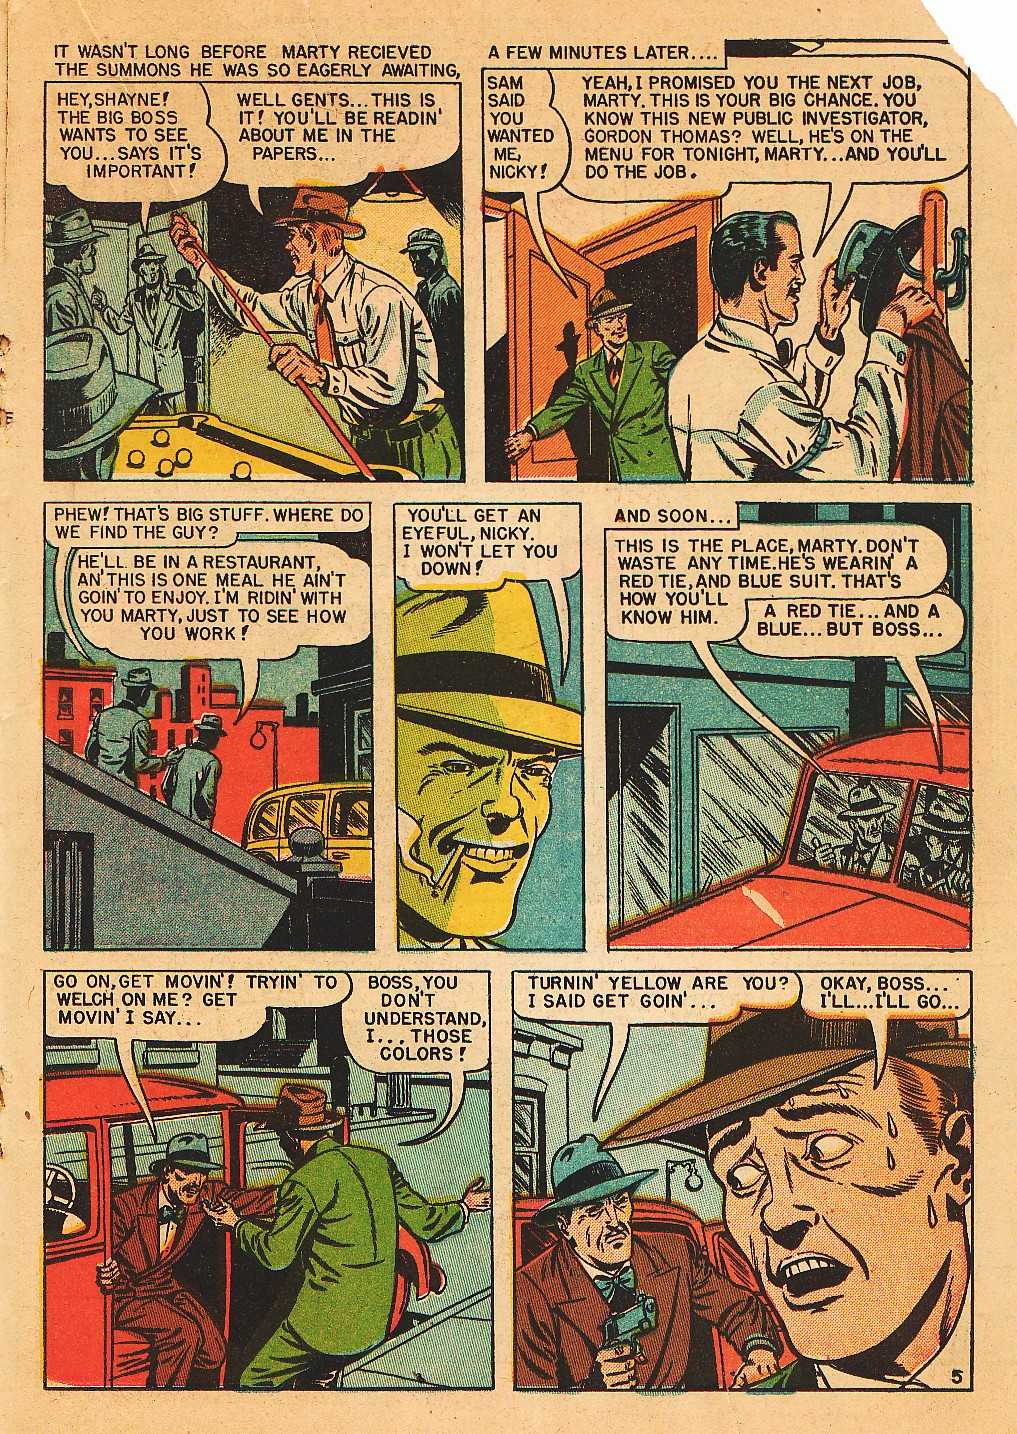 IT WASN'T LONG BEFORE MARTY RECIEVED
THE SUMMONS HE WAS SO EAGERLY AWAITING,
HEY, SHAYNE!
THE BIG BOSS
WANTS TO SEE
YOU...SAYS IT'S
IMPORTANT!
WELL GENTS...THIS IS
IT! YOU'LL BE READIN'
ABOUT ME IN THE
PAPERS...
A FEW MINUTES LATER....
SAM
SAID
YOU
WANTED
ME,
NICKY!
YEAH, I PROMISED YOU THE NEXT JOB,
MARTY. THIS IS YOUR BIG CHANCE. YOU
KNOW THIS NEW PUBLIC INVESTIGATOR,
GORDON THOMAS? WELL, HE'S ON THE
MENU FOR TONIGHT, MARTY...AND YOU'LL
DO THE JOB.
PHEW! THAT'S BIG STUFF. WHERE DO
WE FIND THE GUY?
HE'LL BE IN A RESTAURANT,
AN' THIS IS ONE MEAL HE AIN'T
GOIN' TO ENJOY. I'M RIDIN' WITH
YOU MARTY, JUST TO SEE HOW
YOU WORK!
YOU'LL GET AN
EYEFUL, NICKY.
I WON'T LET YOU
DOWN!
AND SOON...
THIS IS THE PLACE, MARTY. DON'T
WASTE ANY TIME. HE'S WEARIN' A
RED TIE, AND BLUE SUIT. THAT'S
HOW YOU'LL
KNOW HIM.
A RED TIE...AND A
BLUE...BUT BOSS...
GO ON, GET MOVIN'! TRYIN' TO
WELCH ON ME? GET
MOVIN' I SAY...
BOSS, YOU
DON'T
UNDERSTAND,
I... THOSE
COLORS!
TURNIN' YELLOW ARE YOU?
I SAID GET GOIN'...
OKAY, BOSS...
I'LL...I'LL GO...
5